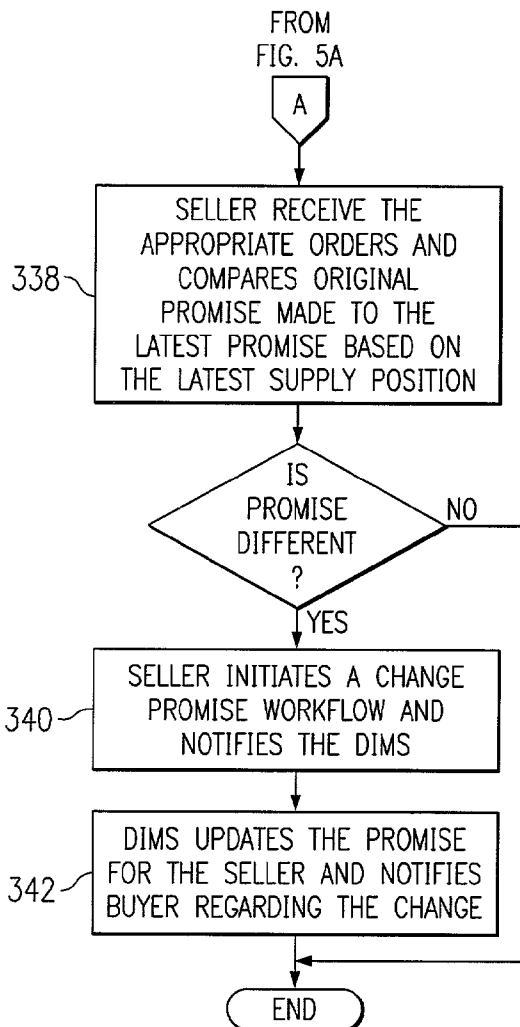 FROM
FIG. 5A
A
SELLER RECEIVE THE
APPROPRIATE ORDERS AND
COMPARES ORIGINAL
PROMISE MADE TO THE
LATEST PROMISE BASED ON
THE LATEST SUPPLY POSITION
338
IS
PROMISE
DIFFERENT
?
NO
YES
SELLER INITIATES A CHANGE
PROMISE WORKFLOW AND
NOTIFIES THE DIMS
340
DIMS UPDATES THE PROMISE
FOR THE SELLER AND NOTIFIES
BUYER REGARDING THE CHANGE
342
END